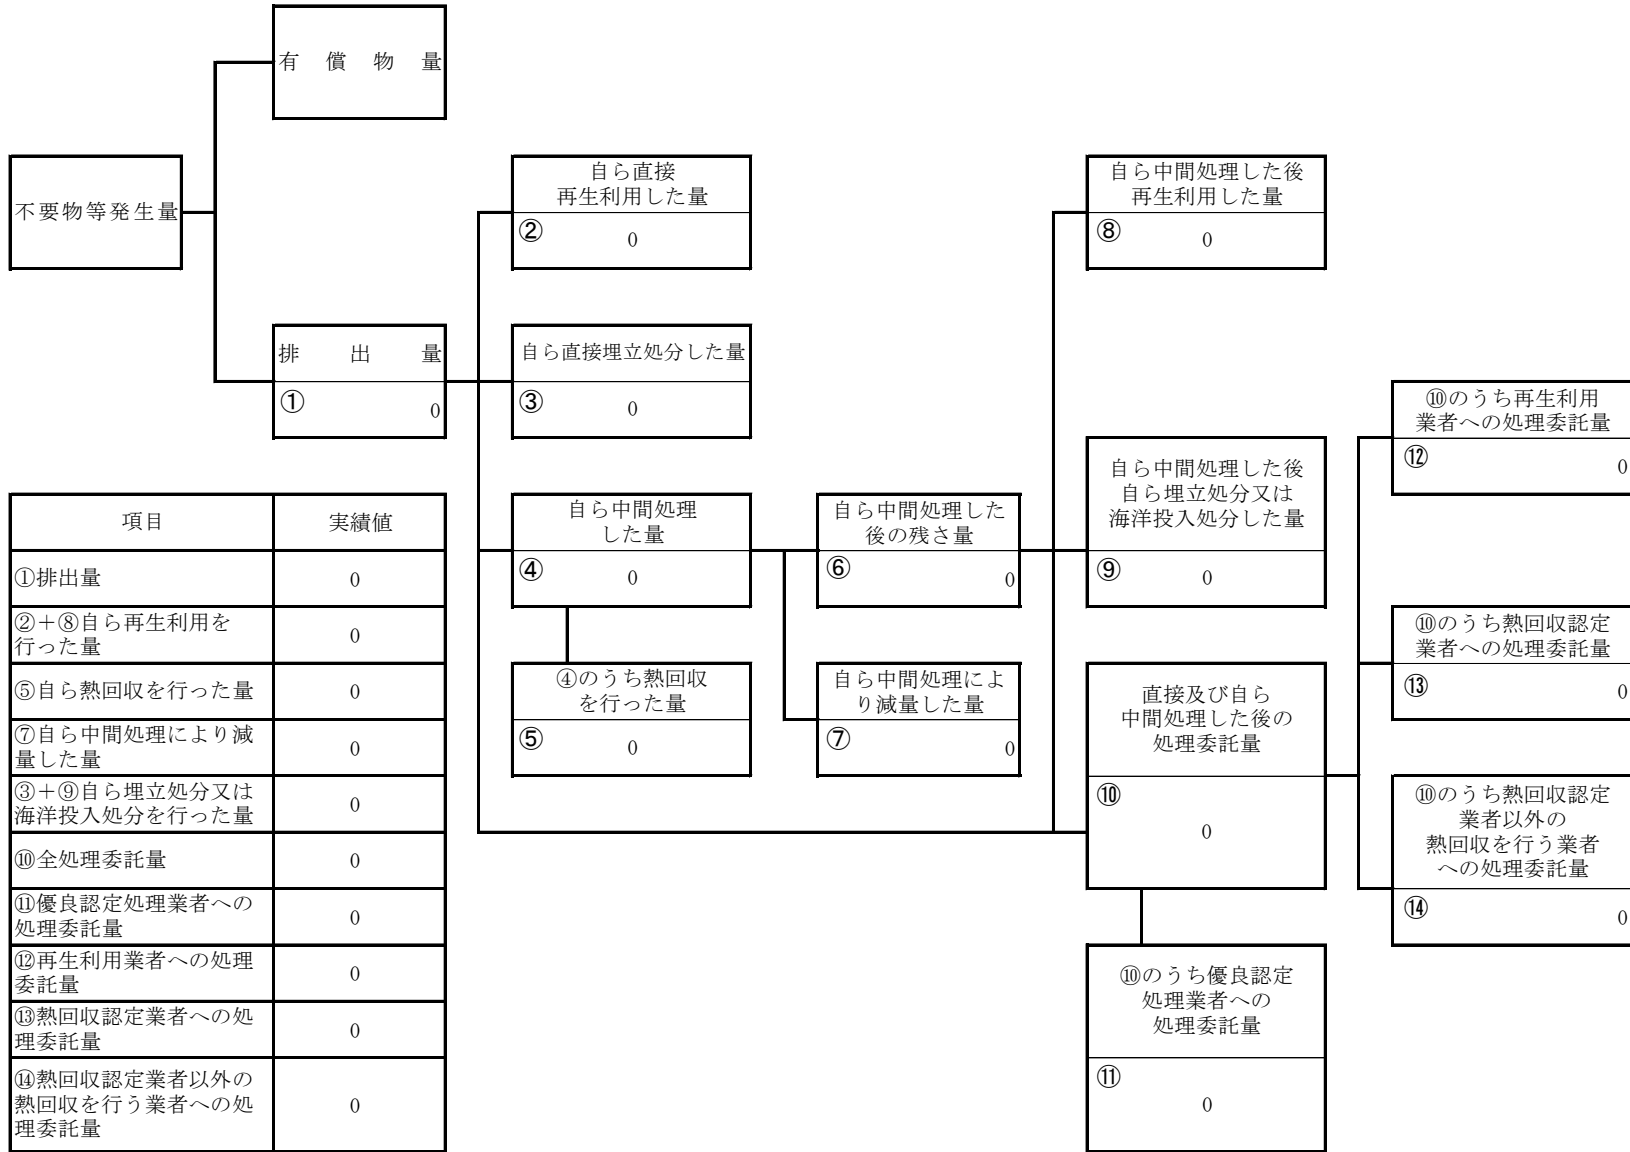 有償物量
不要物等発生量
排出量
①
0
自ら直接
再生利用した量
②
0
自ら直接埋立処分した量
③
0
自ら中間処理
した量
④
0
④のうち熱回収
を行った量
⑤
0
自ら中間処理した
後の残さ量
⑥
0
自ら中間処理によ
り減量した量
⑦
0
自ら中間処理した後
再生利用した量
⑧
0
自ら中間処理した後
自ら埋立処分又は
海洋投入処分した量
⑨
0
直接及び自ら
中間処理した後の
処理委託量
⑩
0
⑩のうち優良認定
処理業者への
処理委託量
⑪
0
⑩のうち再生利用
業者への処理委託量
⑫
0
⑩のうち熱回収認定
業者への処理委託量
⑬
0
⑩のうち熱回収認定
業者以外の
熱回収を行う業者
への処理委託量
⑭
0
項目 実績値
①排出量 0
②＋⑧自ら再生利用を
行った量 0
⑤自ら熱回収を行った量 0
⑦自ら中間処理により減
量した量 0
③＋⑨自ら埋立処分又は
海洋投入処分を行った量 0
⑩全処理委託量 0
⑪優良認定処理業者への
処理委託量 0
⑫再生利用業者への処理
委託量 0
⑬熱回収認定業者への処
理委託量 0
⑭熱回収認定業者以外の
熱回収を行う業者への処
理委託量 0